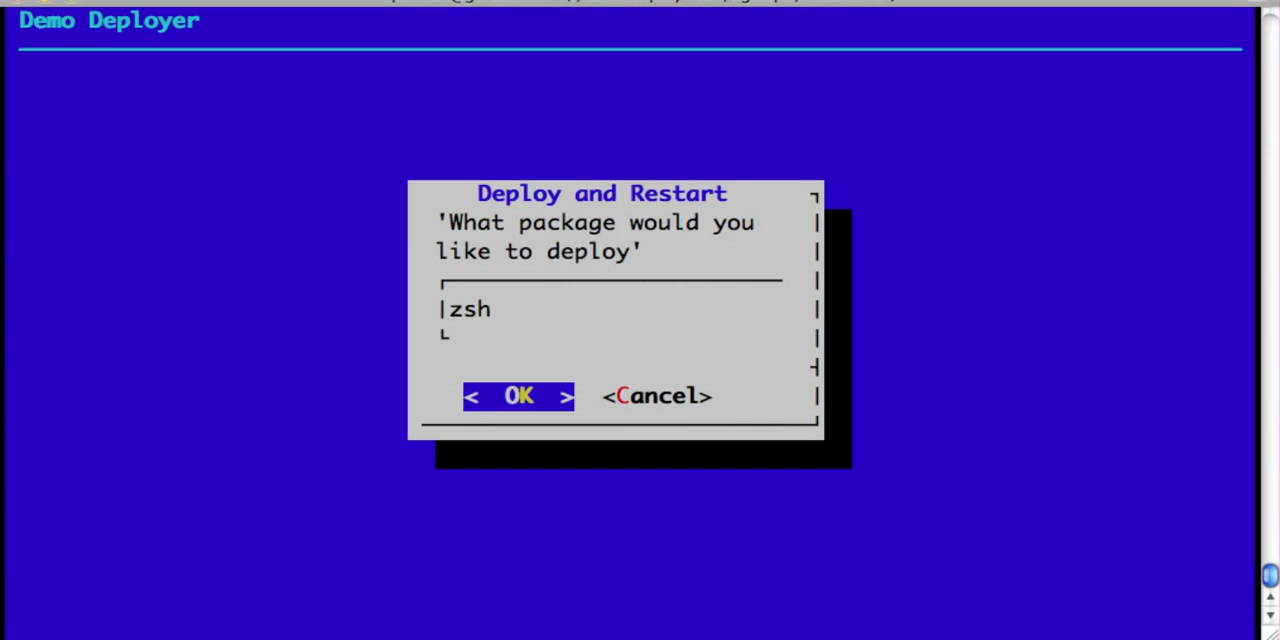 Demo Deployer
Deploy and Restart
'What package would you
like to deploy'
zsh
< OK > <Cancel>